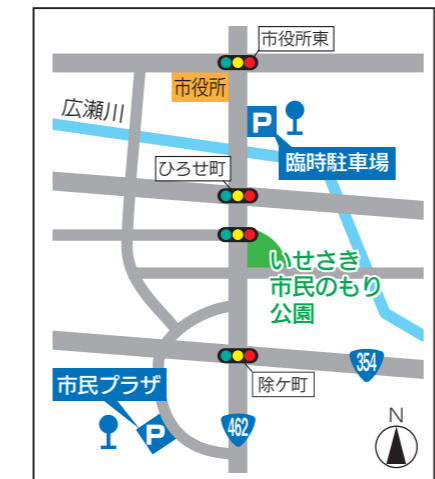 市役所東
市役所
広瀬川
P
臨時駐車場
ひろせ町
いせさき
市民のもり
公園
354
市民プラザ
除ケ町
P
462
N